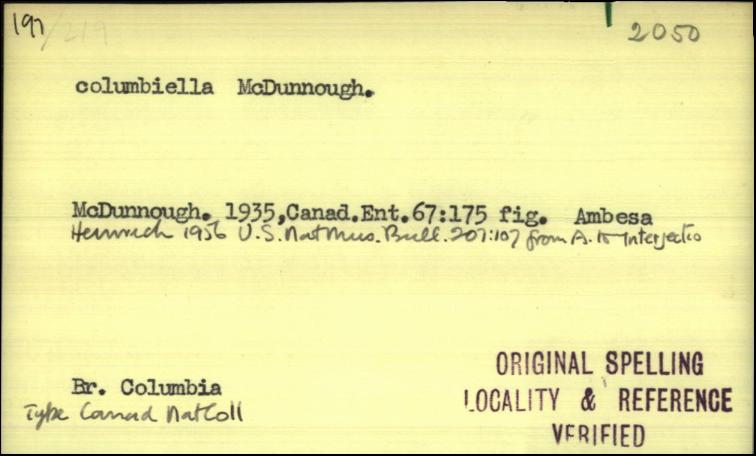 197/219 2050
columbiella McDunnough.
McDunnough. 1935,Canad.Ent.67:175 fig. Ambesa
Heinrich 1956 U.S. Nat Mus. Bull. 207:107 from A. to Interjectio
Br. Columbia
Type Canad Nat Coll
ORIGINAL SPELLING
LOCALITY & REFERENCE
VERIFIED